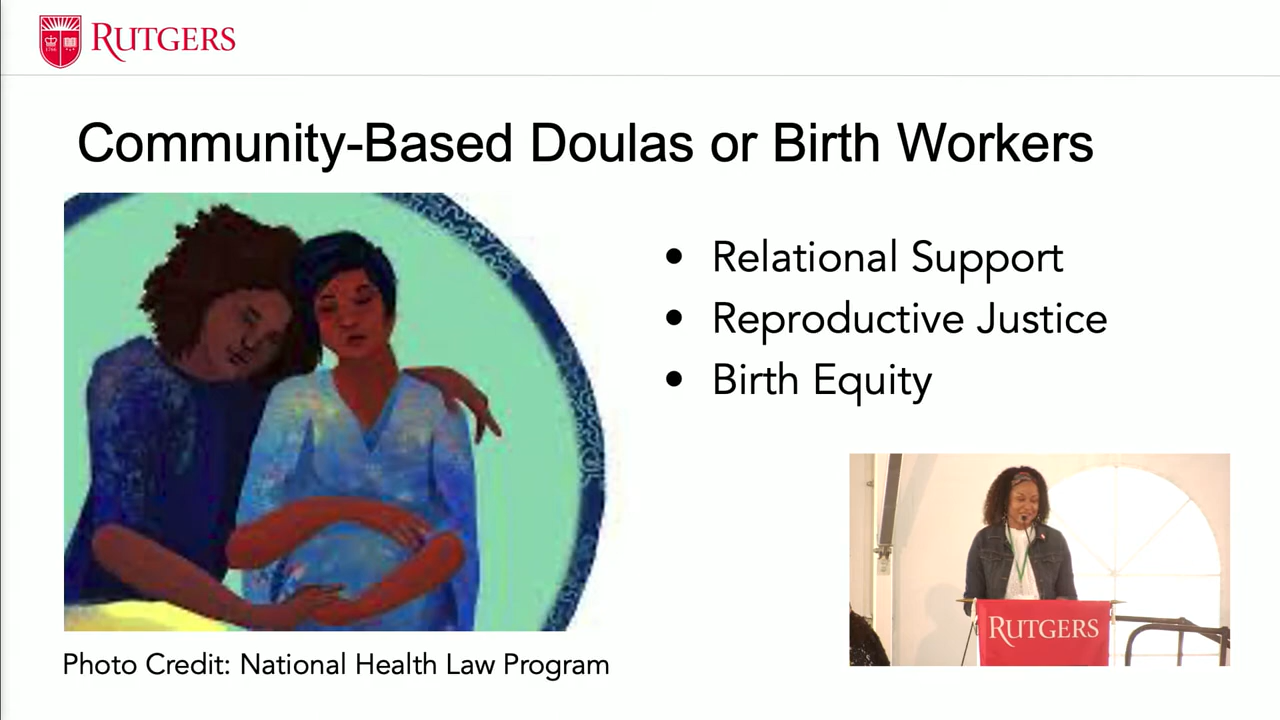 RUTGERS
Community-Based Doulas or Birth Workers
• Relational Support
• Reproductive Justice
• Birth Equity
RUTGERS
Photo Credit: National Health Law Program